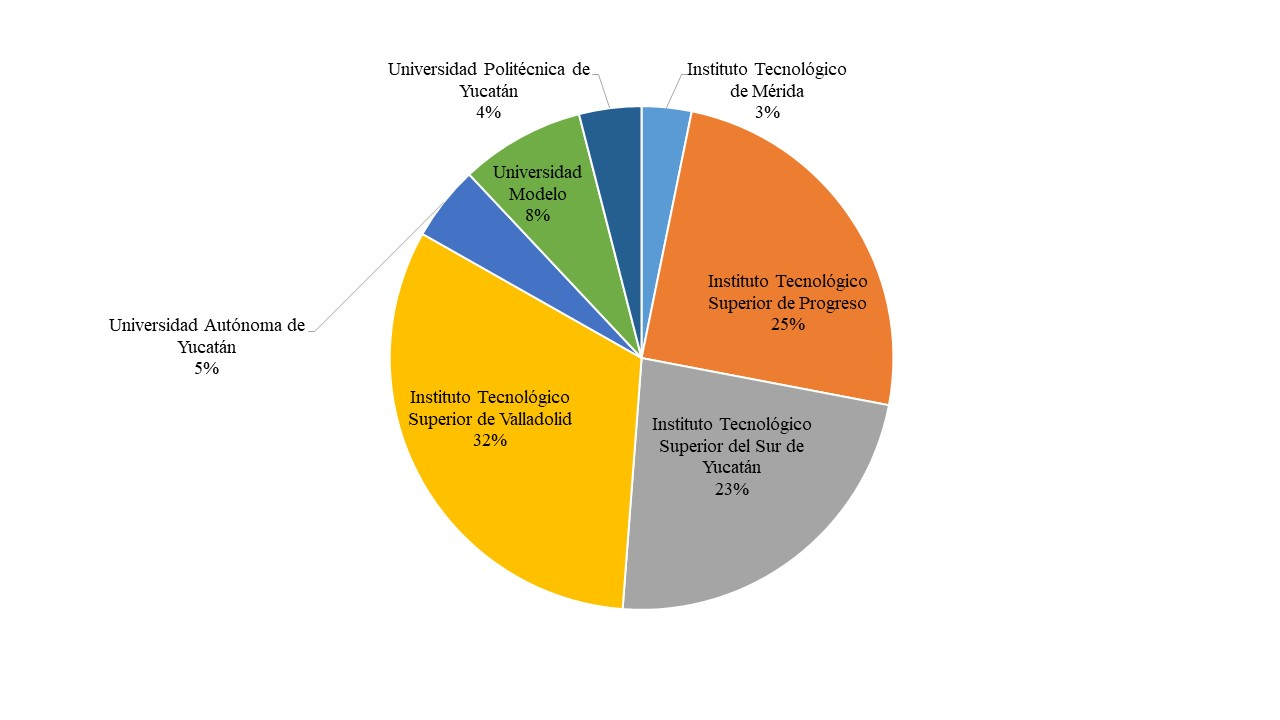 Universidad Politécnica de
Yucatán
4%
Instituto Tecnológico
de Mérida
3%
Universidad
Modelo
8%
Instituto Tecnológico
Superior de Progreso
25%
Universidad Autónoma de
Yucatán
5%
Instituto Tecnológico
Superior de Valladolid
32%
Instituto Tecnológico
Superior del Sur de
Yucatán
23%